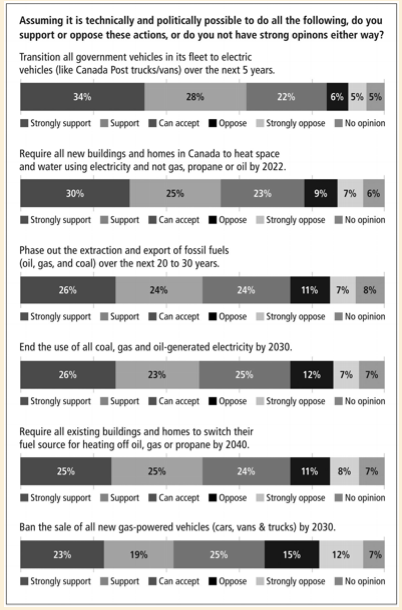 Assuming it is technically and politically possible to do all the following, do you
support or oppose these actions, or do you not have strong opinons either way?
Transition all government vehicles in its fleet to electric
vehicles (like Canada Post trucks/vans) over the next 5 years.
34% 28% 22% 6% 5% 5%
Strongly support Support Can accept Oppose Strongly oppose No opinion
Require all new buildings and homes in Canada to heat space
and water using electricity and not gas, propane or oil by 2022.
30% 25% 23% 9% 7% 6%
Strongly support Support Can accept Oppose Strongly oppose No opinion
Phase out the extraction and export of fossil fuels
(oil, gas, and coal) over the next 20 to 30 years.
26% 24% 24% 11% 7% 8%
Strongly support Support Can accept Oppose Strongly oppose No opinion
End the use of all coal, gas and oil-generated electricity by 2030.
26% 23% 25% 12% 7% 7%
Strongly support Support Can accept Oppose Strongly oppose No opinion
Require all existing buildings and homes to switch their
fuel source for heating off oil, gas or propane by 2040.
25% 25% 24% 11% 8% 7%
Strongly support Support Can accept Oppose Strongly oppose No opinion
Ban the sale of all new gas-powered vehicles (cars, vans & trucks) by 2030.
23% 19% 25% 15% 12% 7%
Strongly support Support Can accept Oppose Strongly oppose No opinion